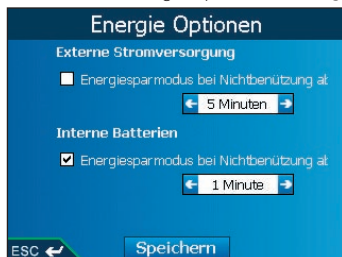 Energie Optionen
Externe Stromversorgung
Energiesparmodus bei Nichtbenützung ab
5 Minuten
Interne Batterien
Energiesparmodus bei Nichtbenützung ab
1 Minute
ESC Speichern